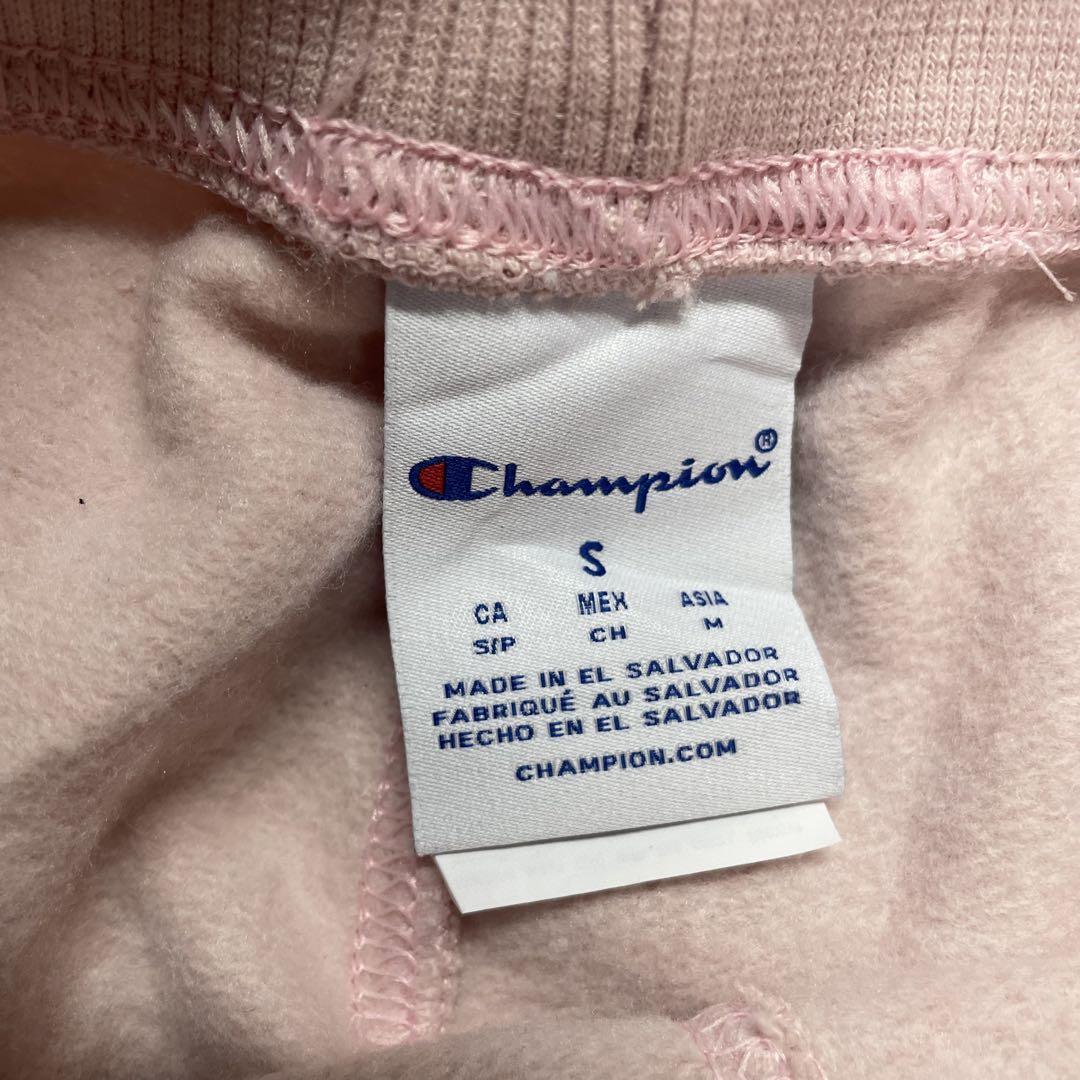 Champion®
S
CA MEX ASIA
S/P CH M
MADE IN EL SALVADOR
FABRIQUÉ AU SALVADOR
HECHO EN EL SALVADOR
CHAMPION.COM